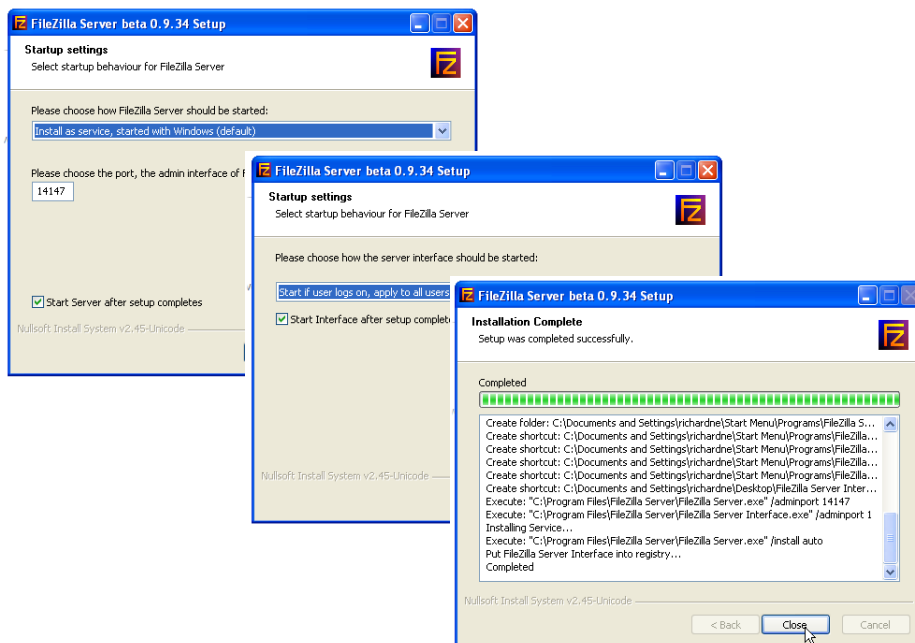 FileZilla Server beta 0.9.34 Setup
Startup settings
Select startup behaviour for FileZilla Server
Please choose how FileZilla Server should be started:
Install as service, started with Windows (default)
Please choose the port, the admin interface of
14147
Start Server after setup completes
Nullsoft Install System v2.45-Unicode
FileZilla Server beta 0.9.34 Setup
Startup settings
Select startup behaviour for FileZilla Server
Please choose how the server interface should be started:
Start if user logs on, apply to all users
Start Interface after setup complet
Nullsoft Install System v2.45-Unicode
FileZilla Server beta 0.9.34 Setup
Installation Complete
Setup was completed successfully.
Completed
Create folder: C:\Documents and Settings\richardne\Start Menu\Programs\FileZilla S...
Create shortcut: C:\Documents and Settings\richardne\Start Menu\Programs\FileZilla...
Create shortcut: C:\Documents and Settings\richardne\Start Menu\Programs\FileZilla...
Create shortcut: C:\Documents and Settings\richardne\Start Menu\Programs\FileZilla...
Create shortcut: C:\Documents and Settings\richardne\Start Menu\Programs\FileZilla...
Create shortcut: C:\Documents and Settings\richardne\Desktop\FileZilla Server Inter...
Execute: "C:\Program Files\FileZilla Server\FileZilla Server.exe" /adminport 14147
Execute: "C:\Program Files\FileZilla Server\FileZilla Server Interface.exe" /adminport 1
Installing Service...
Execute: "C:\Program Files\FileZilla Server\FileZilla Server.exe" /install auto
Put FileZilla Server Interface into registry...
Completed
Nullsoft Install System v2.45-Unicode
< Back
Close
Cancel